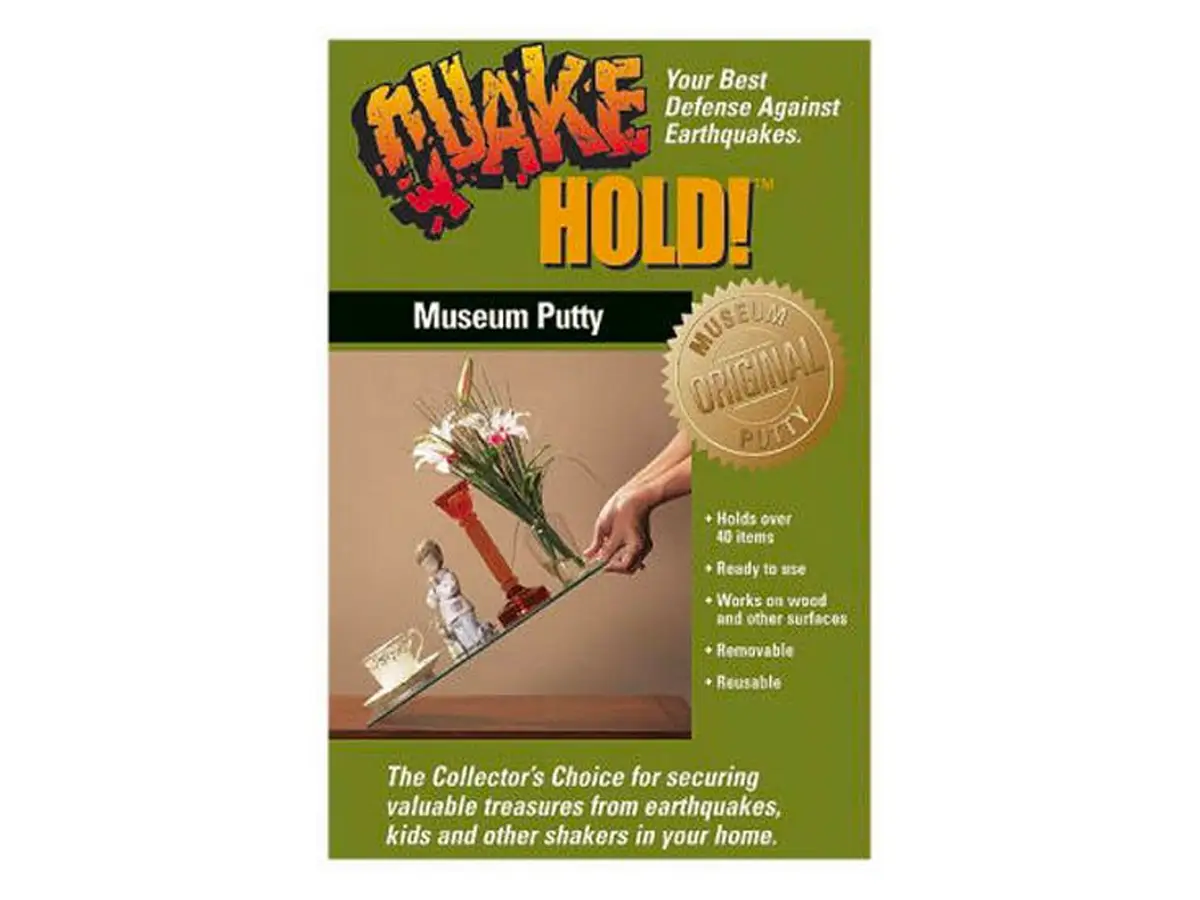 QUAKE
HOLD!™
Your Best
Defense Against
Earthquakes.
Museum Putty
MUSEUM
ORIGINAL
PUTTY
• Holds over
40 items
• Ready to use
• Works on wood
and other surfaces
• Removable
• Reusable
The Collector's Choice for securing
valuable treasures from earthquakes,
kids and other shakers in your home.